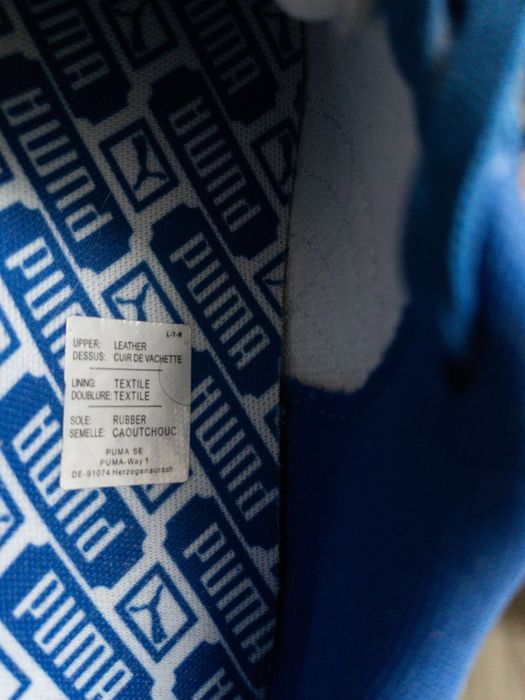 L-T-R
UPPER: LEATHER
DESSUS: CUIR DE VACHETTE
LINING: TEXTILE
DOUBLURE: TEXTILE
SOLE: RUBBER
SEMELLE: CAOUTCHOUC
PUMA SE
PUMA-Way 1
DE-91074 Herzogenaurach
PUMA
PUMA
PUMA
PUMA
PUMA
PUMA
PUMA
PUMA
PUMA
PUMA